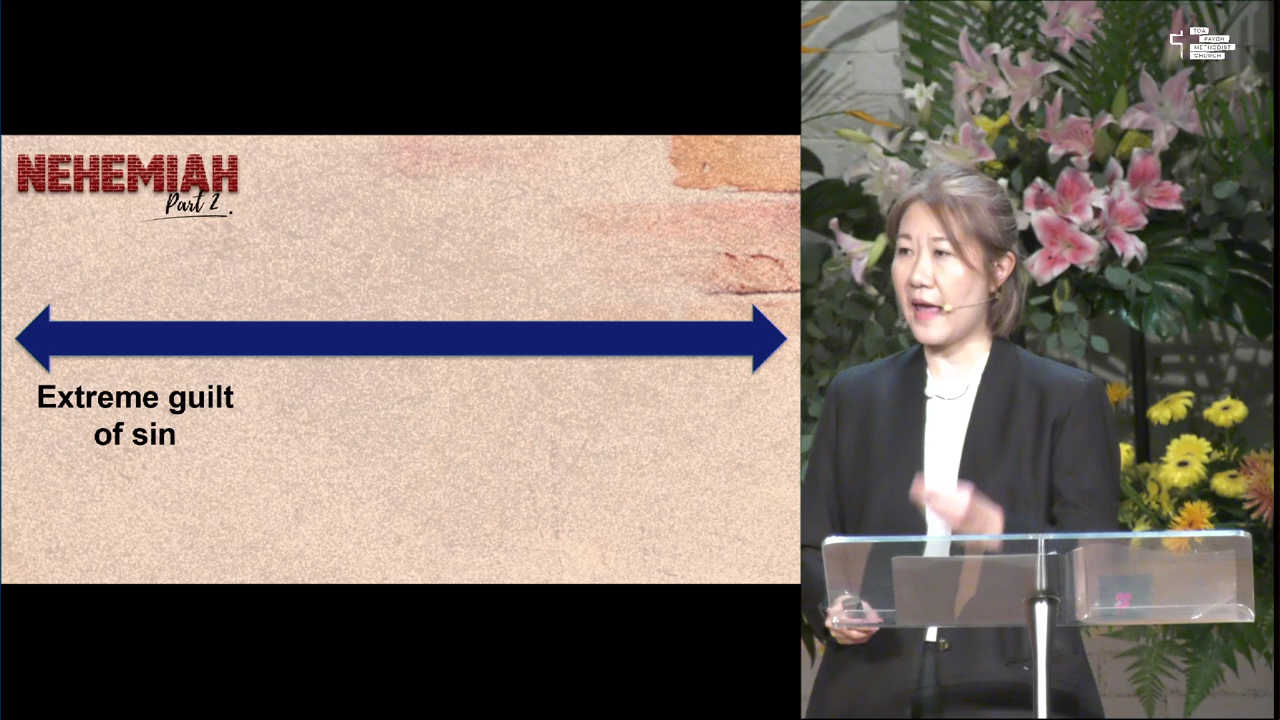 NEHEMIAH
Part 2
Extreme guilt
of sin
TOA
PAYOH
METHODIST
CHURCH